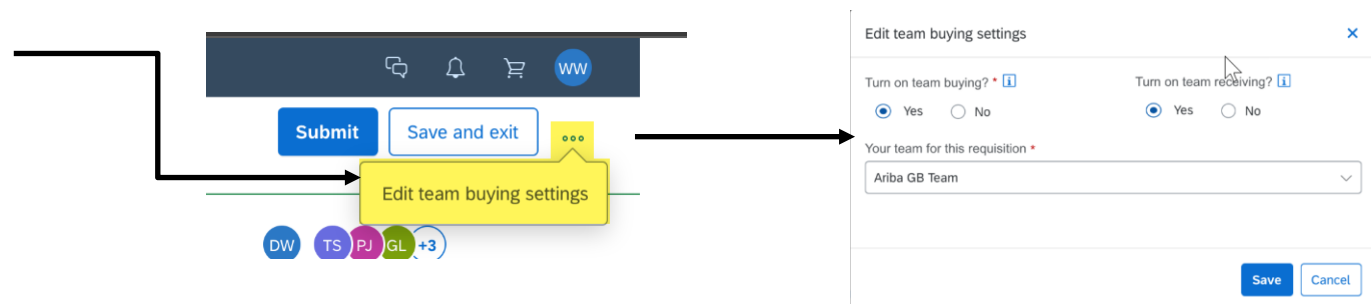 WW
Submit
Save and exit
Edit team buying settings
DW
TS
PJ
GL
+3
Edit team buying settings
Turn on team buying? *
Yes
No
Turn on team receiving?
Yes
No
Your team for this requisition *
Ariba GB Team
Save
Cancel